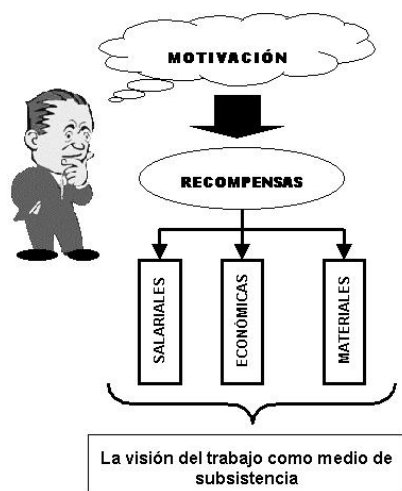 MOTIVACIÓN
RECOMPENSAS
SALARIALES
ECONÓMICAS
MATERIALES
La visión del trabajo como medio de
subsistencia